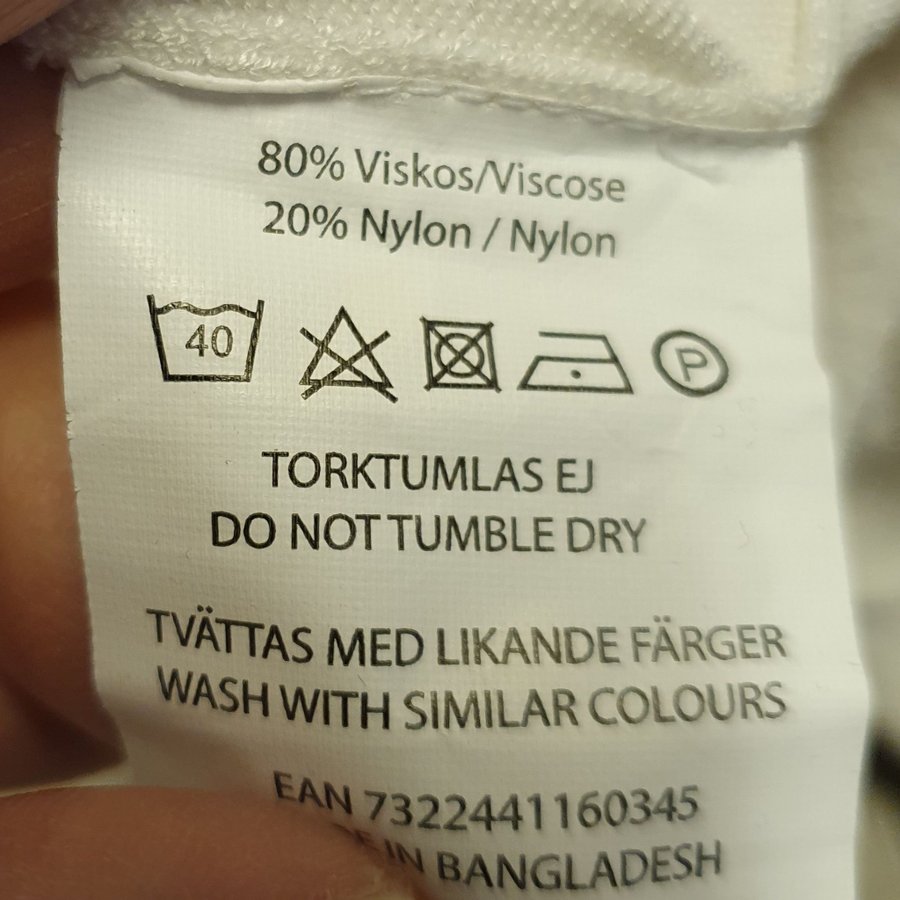 80% Viskos/Viscose
20% Nylon / Nylon
40 P
TORKTUMLAS EJ
DO NOT TUMBLE DRY
TVÄTTAS MED LIKANDE FÄRGER
WASH WITH SIMILAR COLOURS
EAN 7322441160345
IN BANGLADESH